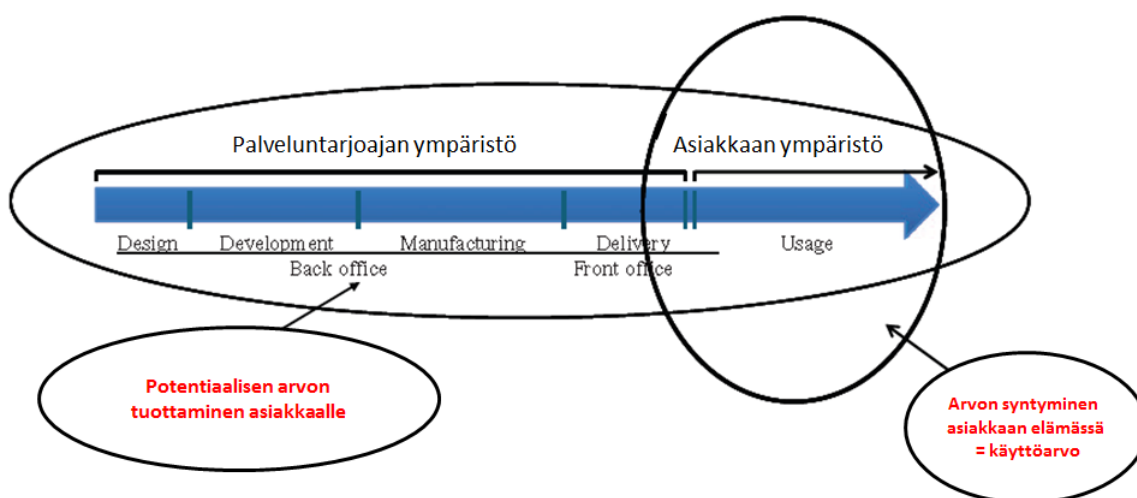 Palveluntarjoajan ympäristö
Asiakkaan ympäristö
Design
Development
Manufacturing
Delivery
Usage
Back office
Front office
Potentiaalisen arvon
tuottaminen asiakkaalle
Arvon syntyminen
asiakkaan elämässä
= käyttöarvo